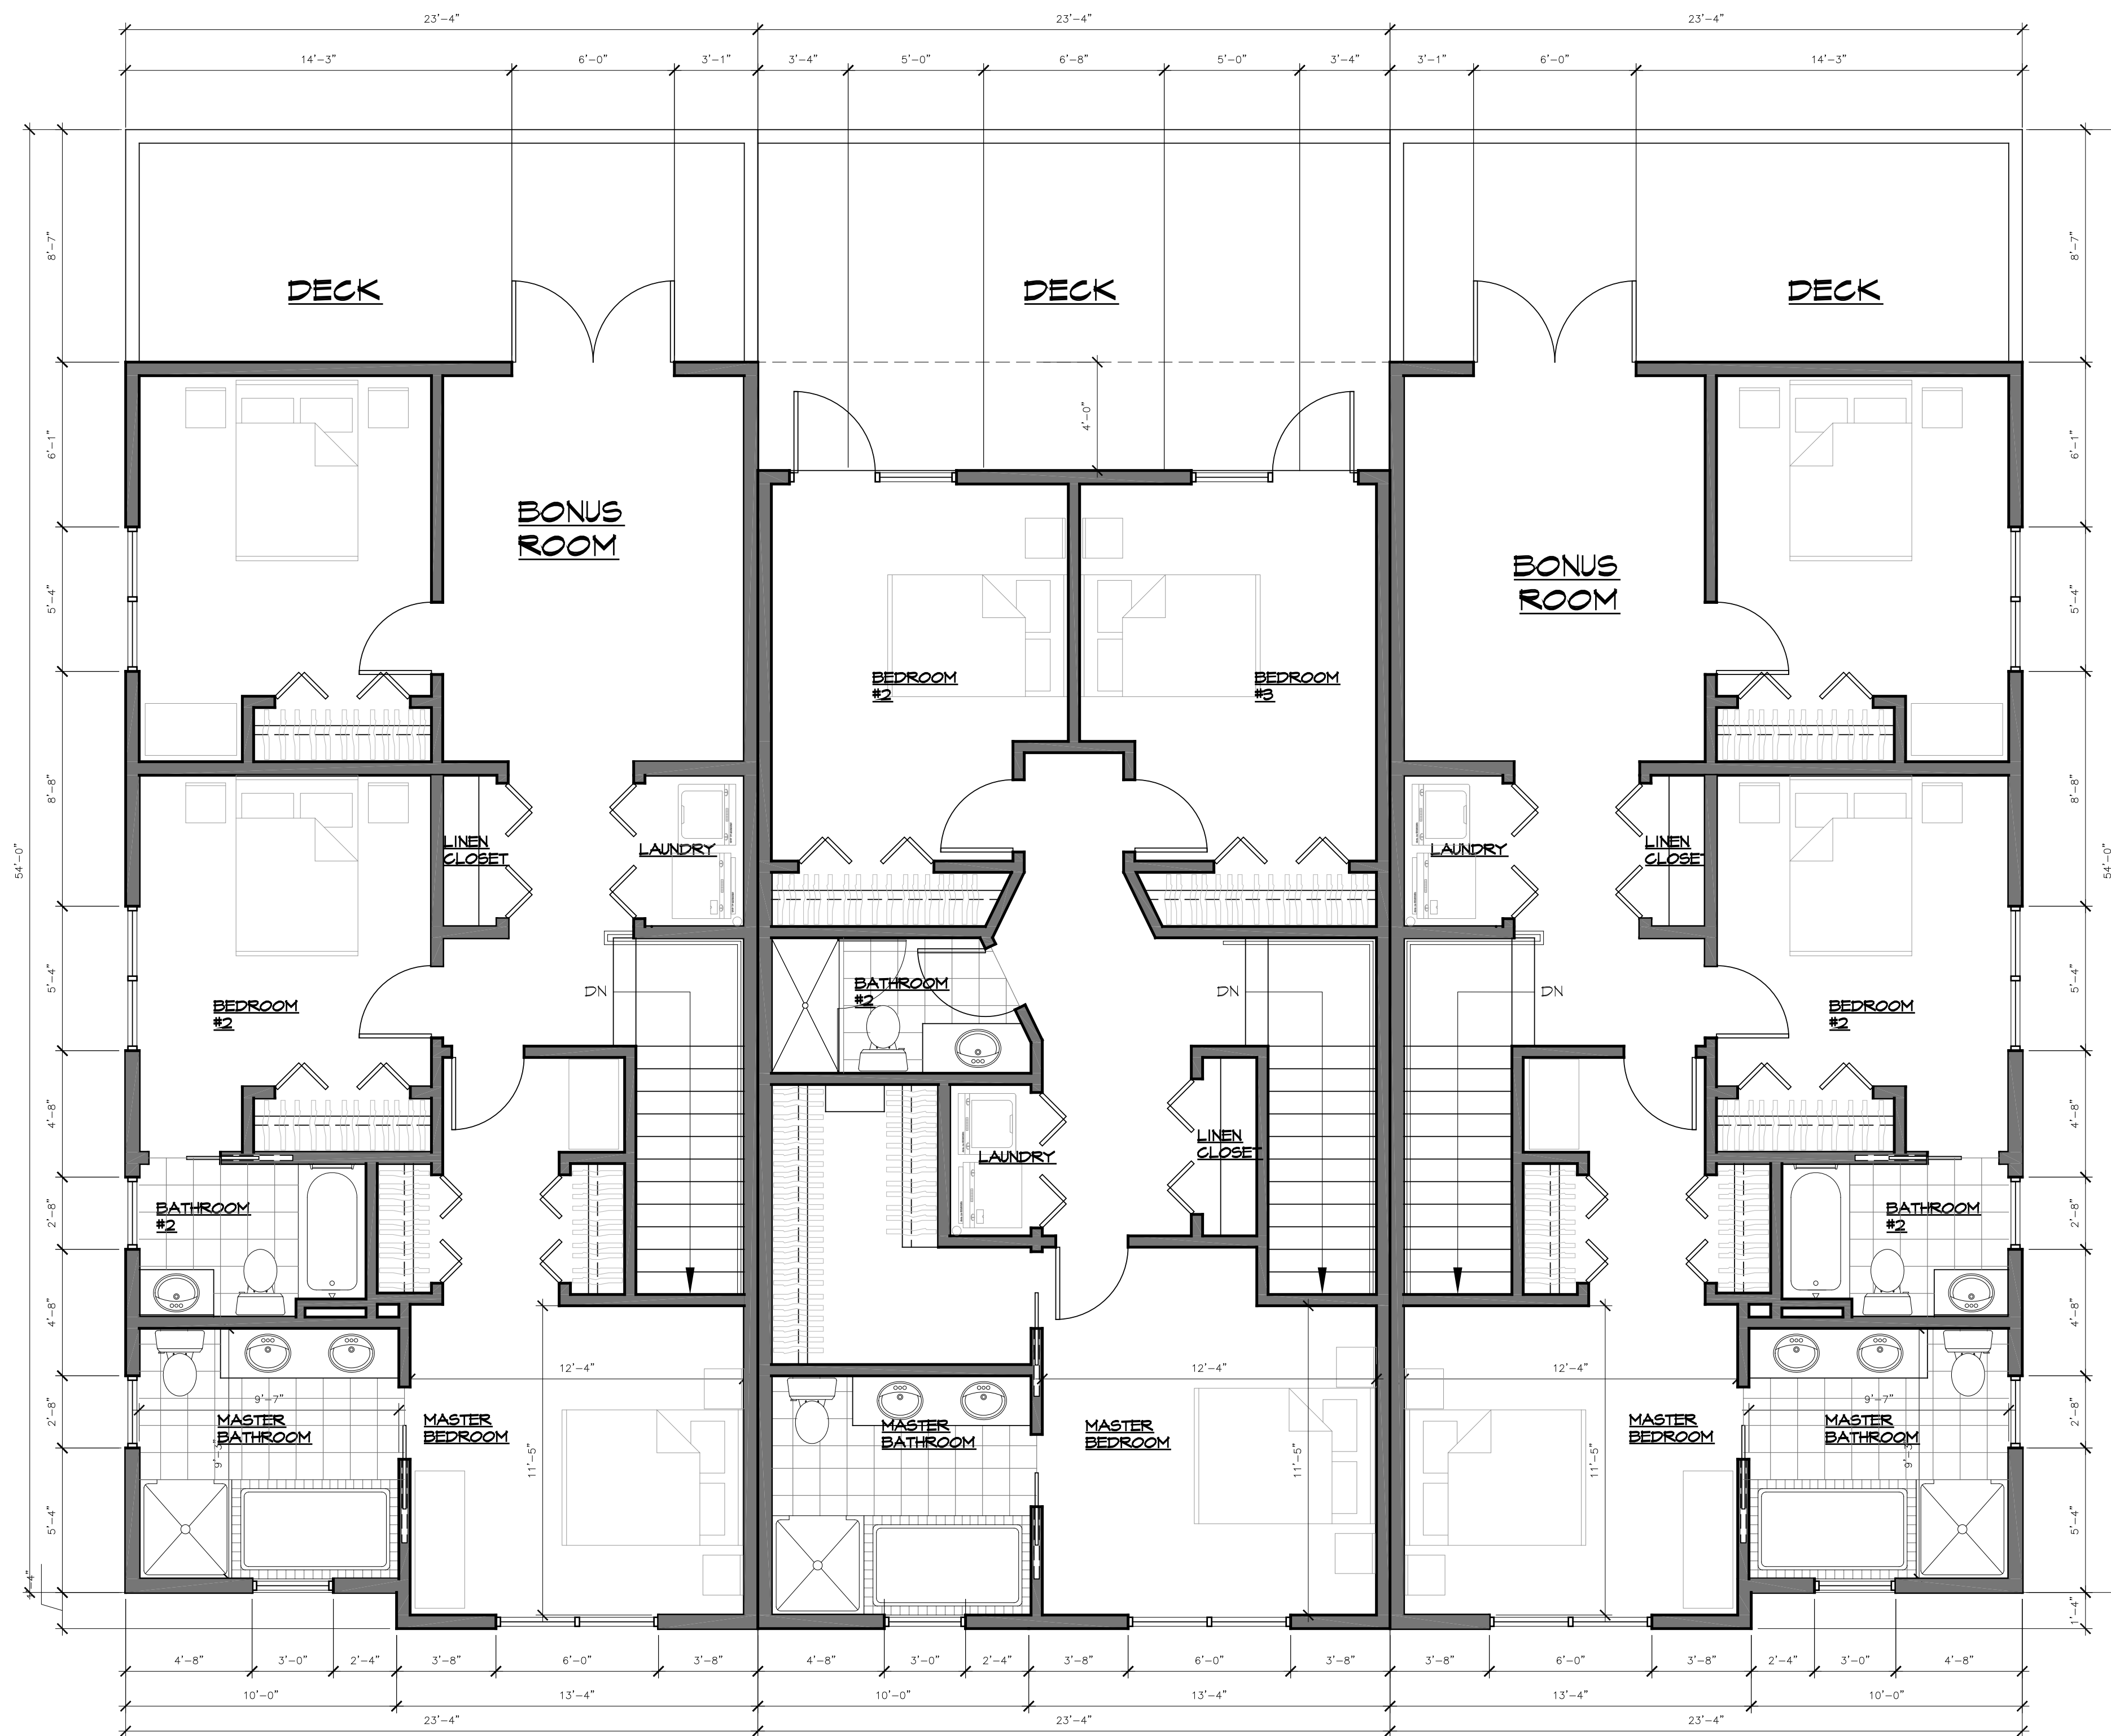 23'-4" 23'-4" 23'-4"
14'-3" 6'-0" 3'-1" 3'-4" 5'-0" 6'-8" 5'-0" 3'-4" 3'-1" 6'-0" 14'-3"
8'-7" 8'-7"
DECK DECK DECK
4'-0"
6'-1" 6'-1"
BONUS
ROOM
BONUS
ROOM
5'-4" 5'-4"
BEDROOM
#2
BEDROOM
#3
8'-8" 8'-8"
LINEN
CLOSET
LAUNDRY
LAUNDRY
LINEN
CLOSET
54'-0" 54'-0"
5'-4" 5'-4"
BEDROOM
#2
DN
BATHROOM
#2
DN
DN
BEDROOM
#2
4'-8" 4'-8"
LAUNDRY
LINEN
CLOSET
2'-8" 2'-8"
BATHROOM
#2
BATHROOM
#2
4'-8" 4'-8"
12'-4" 12'-4" 12'-4"
9'-7" 9'-7"
2'-8" 2'-8"
MASTER
BATHROOM
MASTER
BEDROOM
MASTER
BATHROOM
MASTER
BEDROOM
MASTER
BEDROOM
MASTER
BATHROOM
9'-3" 11'-5" 11'-5" 11'-5" 9'-3"
5'-4" 5'-4"
1'-4"
4'-8" 3'-0" 2'-4" 3'-8" 6'-0" 3'-8" 4'-8" 3'-0" 2'-4" 3'-8" 6'-0" 3'-8" 3'-8" 6'-0" 3'-8" 2'-4" 3'-0" 4'-8"
10'-0" 13'-4" 10'-0" 13'-4" 13'-4" 10'-0"
23'-4" 23'-4" 23'-4"